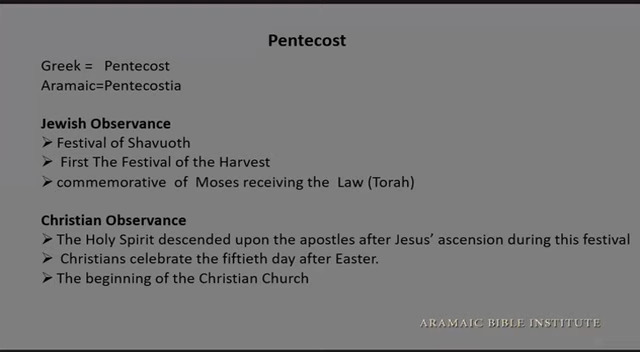 Pentecost
Greek = Pentecost
Aramaic=Pentecostia
Jewish Observance
➢ Festival of Shavuoth
➢ First The Festival of the Harvest
➢ commemorative of Moses receiving the Law (Torah)
Christian Observance
➢ The Holy Spirit descended upon the apostles after Jesus’ ascension during this festival
➢ Christians celebrate the fiftieth day after Easter.
➢ The beginning of the Christian Church
ARAMAIC BIBLE INSTITUTE